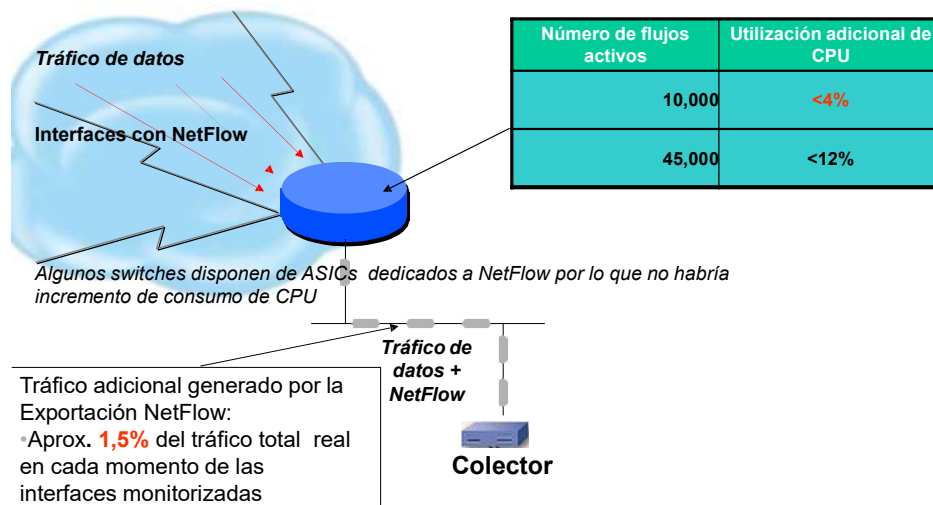 Tráfico de datos
Interfaces con NetFlow
Número de flujos
activos
Utilización adicional de
CPU
10,000
<4%
45,000
<12%
Algunos switches disponen de ASICs dedicados a NetFlow por lo que no habría
incremento de consumo de CPU
Tráfico de
datos +
NetFlow
Tráfico adicional generado por la
Exportación NetFlow:
•Aprox. 1,5% del tráfico total real
en cada momento de las
interfaces monitorizadas
Colector